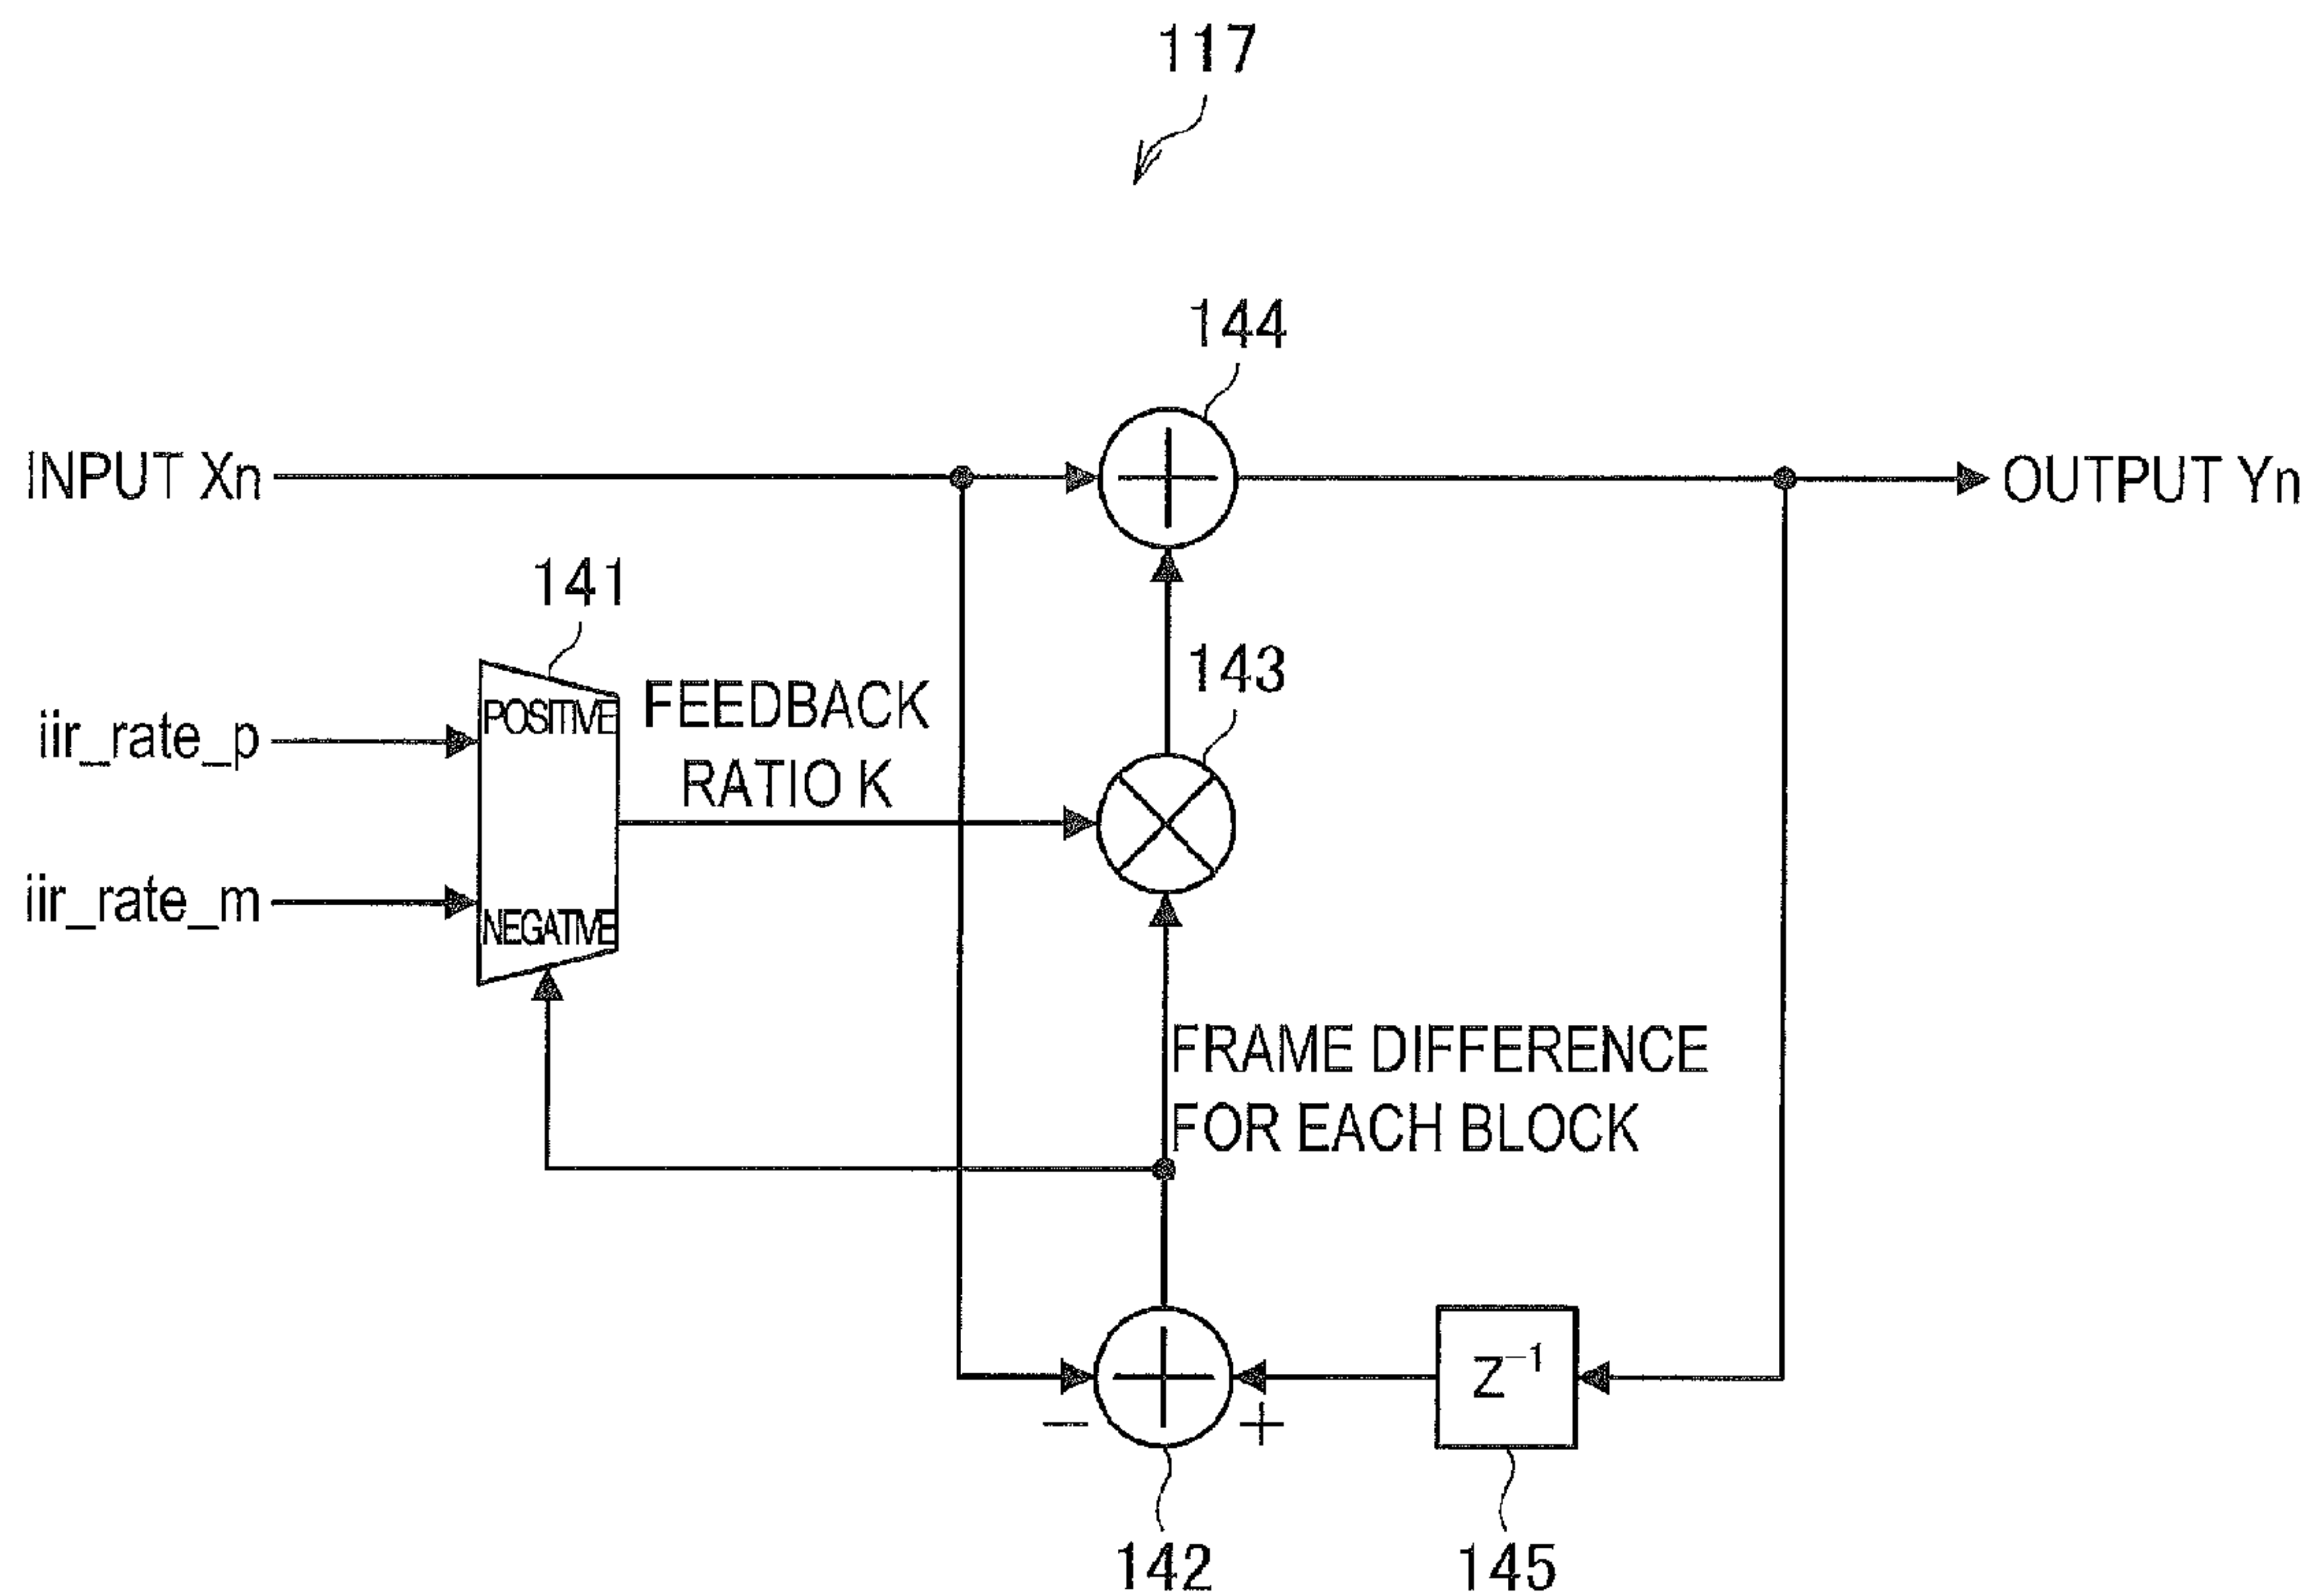 117
144
INPUT Xn
OUTPUT Yn
141
143
POSITIVE
FEEDBACK
RATIO K
iir_rate_p
iir_rate_m
NEGATIVE
FRAME DIFFERENCE
FOR EACH BLOCK
Z⁻¹
−
+
142
145